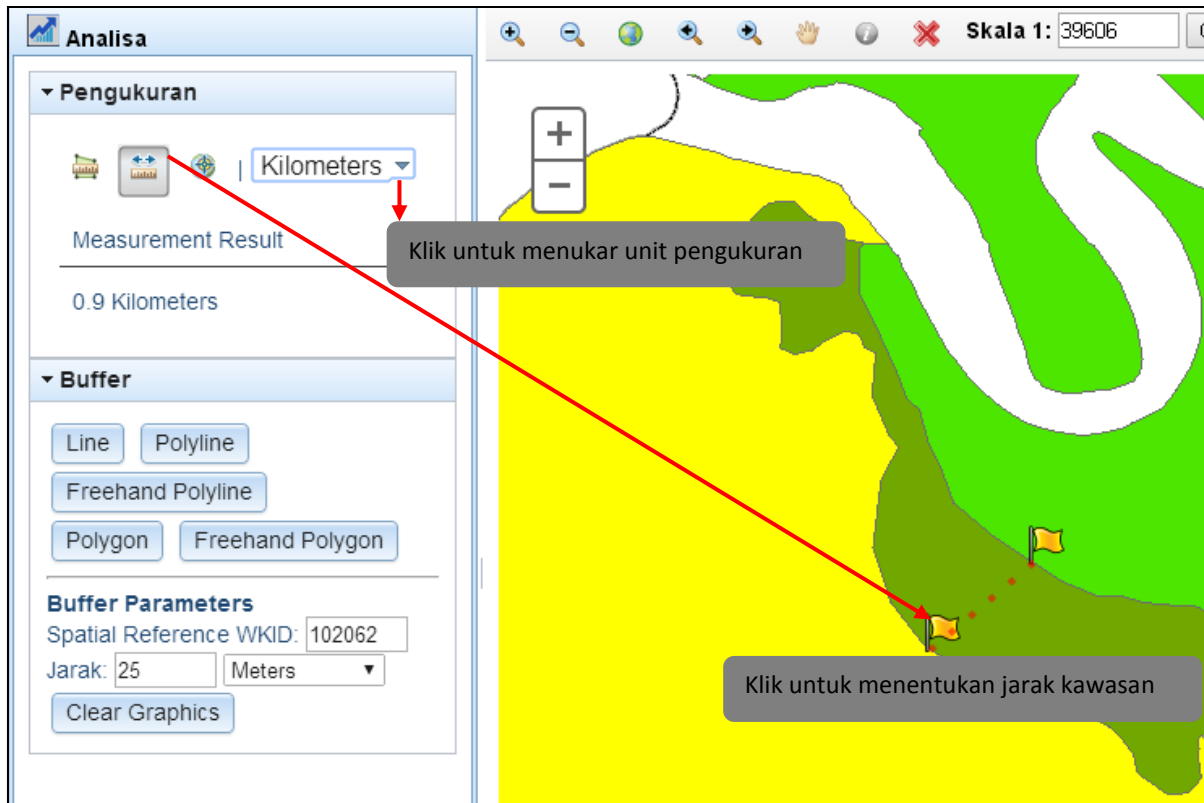 Analisa
Skala 1: 39606
Pengukuran
+
−
| Kilometers
Klik untuk menukar unit pengukuran
Measurement Result
0.9 Kilometers
Buffer
Line Polyline
Freehand Polyline
Polygon Freehand Polygon
Buffer Parameters
Spatial Reference WKID: 102062
Jarak: 25 Meters
Klik untuk menentukan jarak kawasan
Clear Graphics